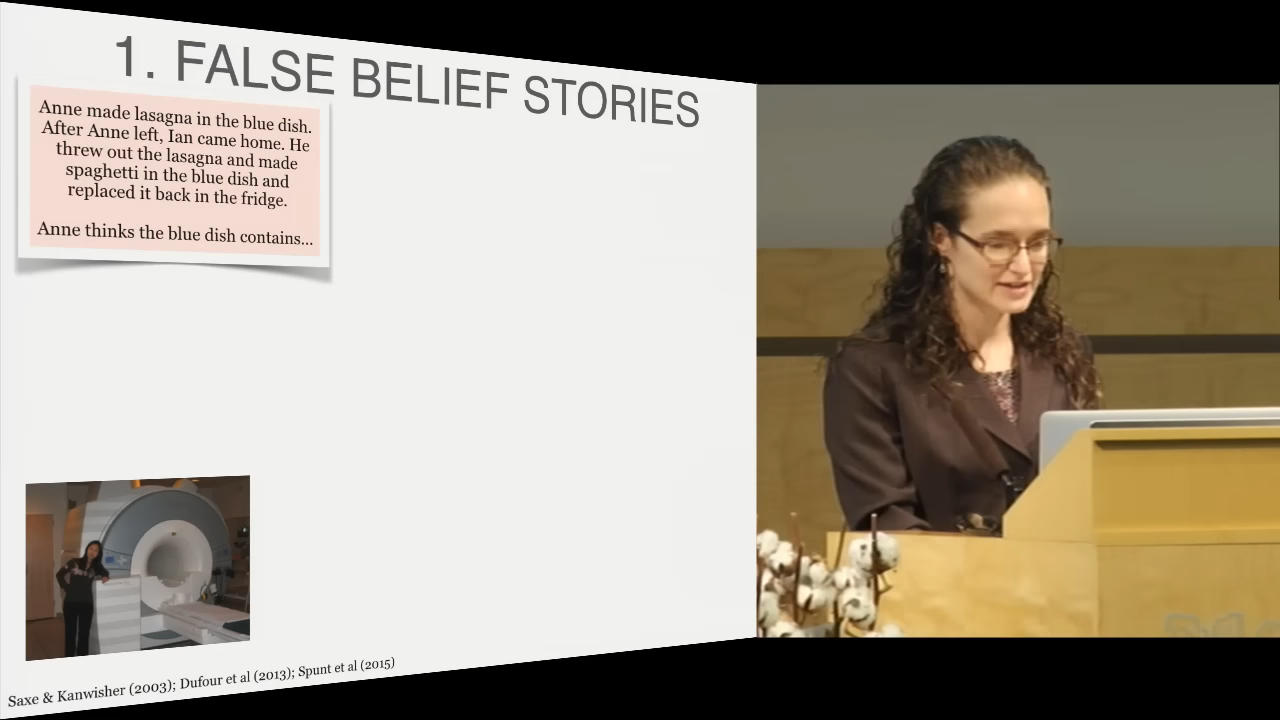 1. FALSE BELIEF STORIES
Anne made lasagna in the blue dish.
After Anne left, Ian came home. He
threw out the lasagna and made
spaghetti in the blue dish and
replaced it back in the fridge.
Anne thinks the blue dish contains...
Saxe & Kanwisher (2003); Dufour et al (2013); Spunt et al (2015)